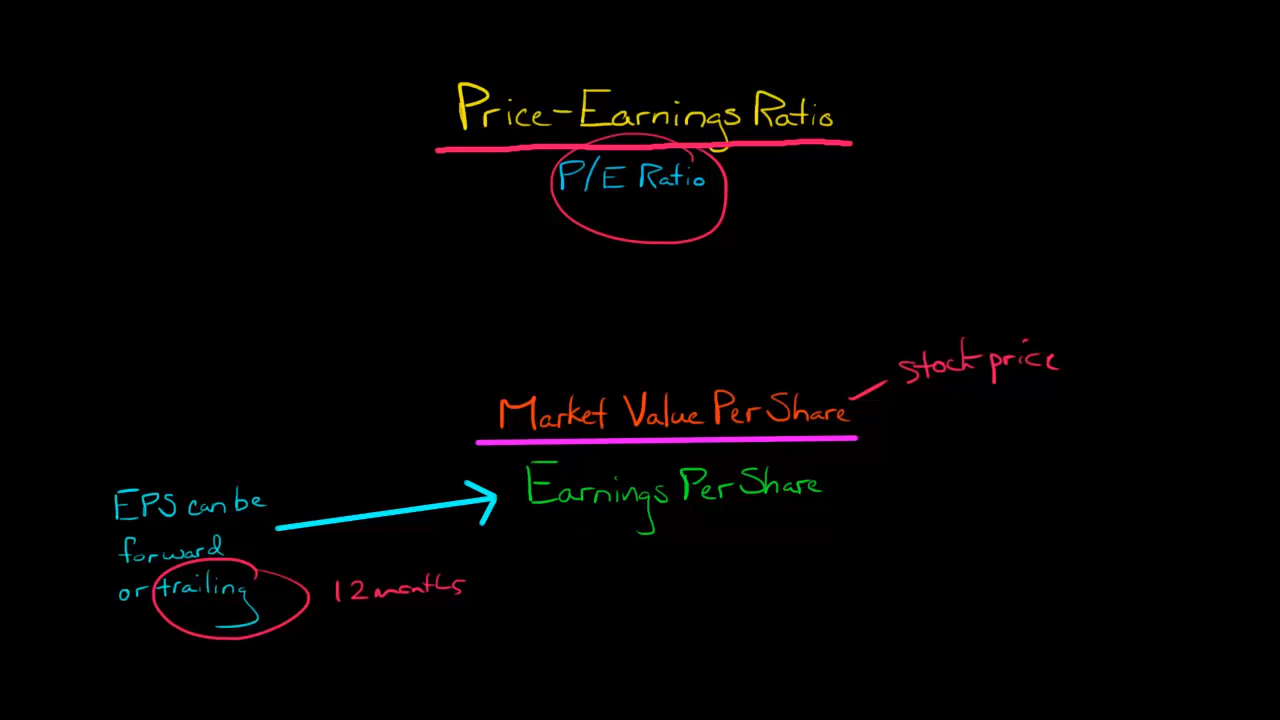 Price-Earnings Ratio
P/E Ratio
stock price
Market Value Per Share
Earnings Per Share
EPS can be
forward
or trailing
12 months